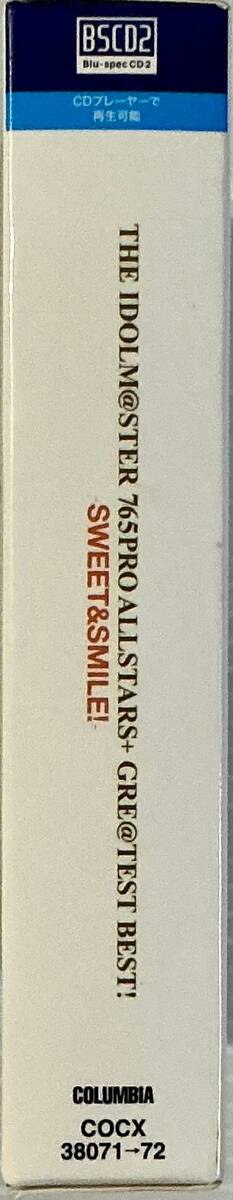 BSCD2
Blu-spec CD2
CDプレーヤーで
再生可能
THE IDOLM@STER 765PRO ALLSTARS+ GRE@TEST BEST!
-SWEET&SMILE!-
COLUMBIA
COCX
38071→72